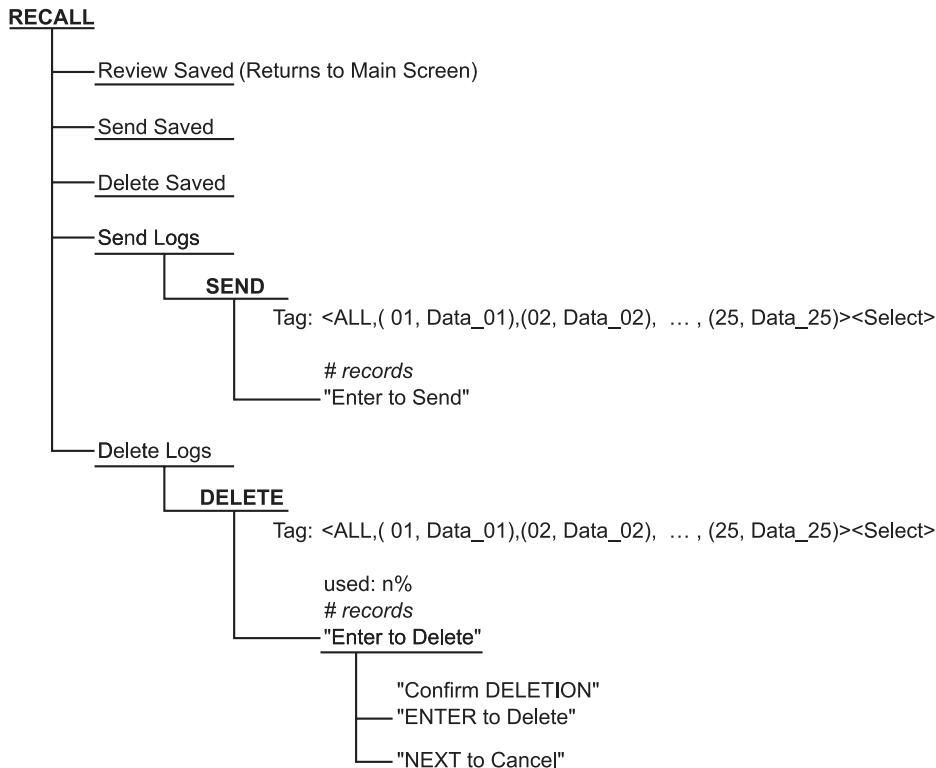 RECALL
Review Saved (Returns to Main Screen)
Send Saved
Delete Saved
Send Logs
SEND
Tag: <ALL,( 01, Data_01),(02, Data_02), … , (25, Data_25)><Select>
# records
"Enter to Send"
Delete Logs
DELETE
Tag: <ALL,( 01, Data_01),(02, Data_02), … , (25, Data_25)><Select>
used: n%
# records
"Enter to Delete"
"Confirm DELETION"
"ENTER to Delete"
"NEXT to Cancel"